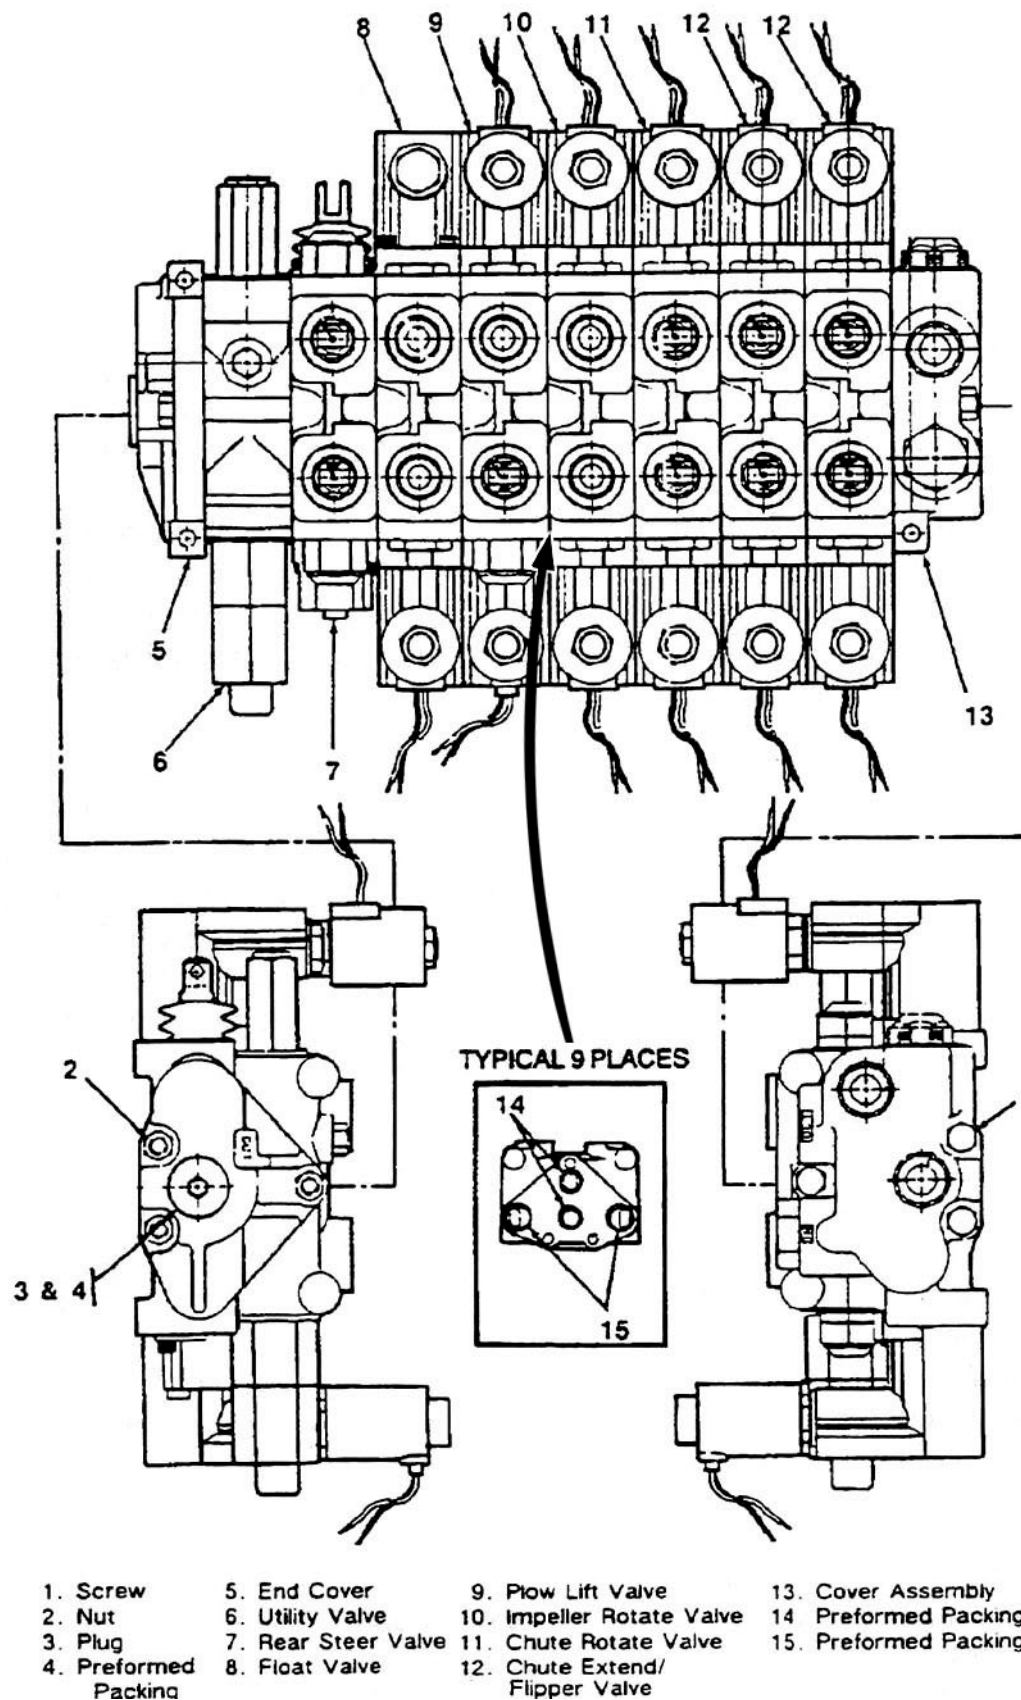 8 9 10 11 12 12
5
6
7
13
2
TYPICAL 9 PLACES
14
3 & 4
15
1. Screw
2. Nut
3. Plug
4. Preformed
Packing
5. End Cover
6. Utility Valve
7. Rear Steer Valve
8. Float Valve
9. Plow Lift Valve
10. Impeller Rotate Valve
11. Chute Rotate Valve
12. Chute Extend/
Flipper Valve
13. Cover Assembly
14 Preformed Packing
15. Preformed Packing